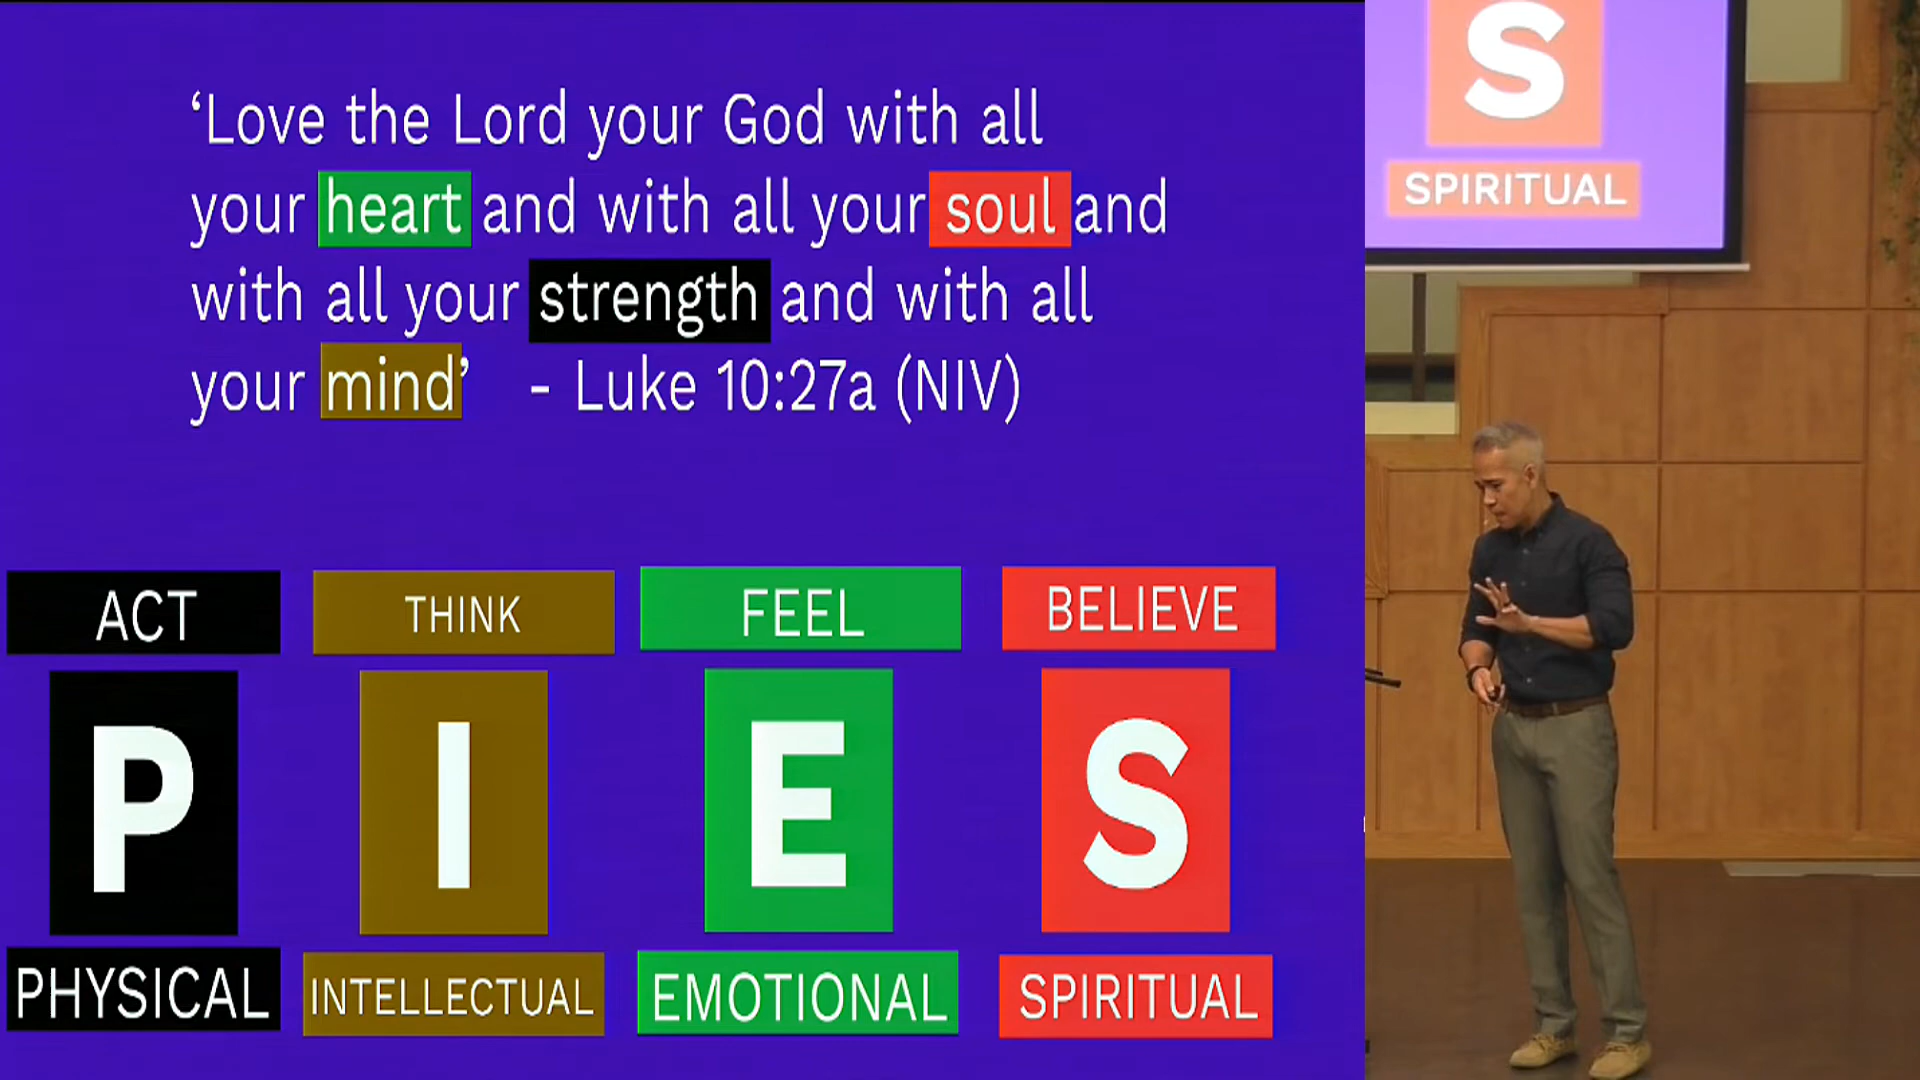 ‘Love the Lord your God with all
your heart and with all your soul and
with all your strength and with all
your mind’ - Luke 10:27a (NIV)
ACT THINK FEEL BELIEVE
P I E S
PHYSICAL INTELLECTUAL EMOTIONAL SPIRITUAL
S
SPIRITUAL